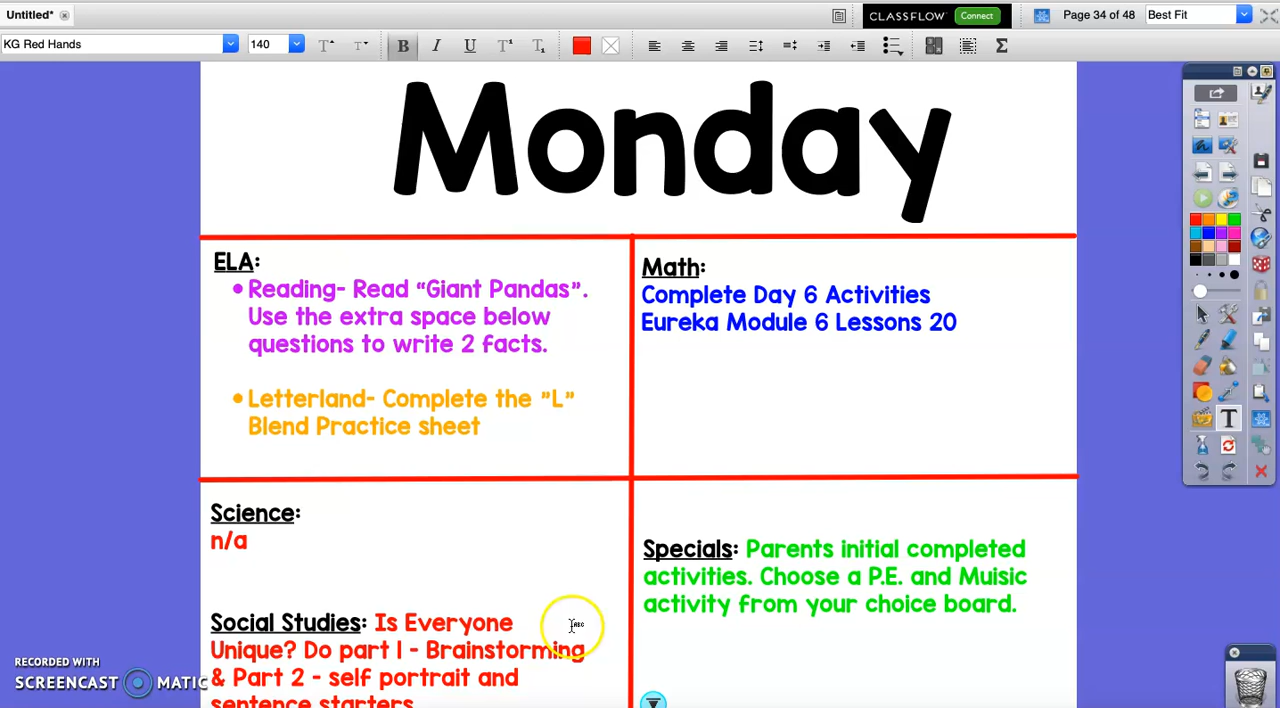 Untitled*
CLASSFLOW Connect
Page 34 of 48
Best Fit
KG Red Hands
140
Monday
ELA:
• Reading- Read “Giant Pandas”.
Use the extra space below
questions to write 2 facts.
• Letterland- Complete the ”L”
Blend Practice sheet
Math:
Complete Day 6 Activities
Eureka Module 6 Lessons 20
Science:
n/a
Social Studies: Is Everyone
Unique? Do part 1 - Brainstorming
& Part 2 - self portrait and
sentence starters
Specials: Parents initial completed
activities. Choose a P.E. and Muisic
activity from your choice board.
RECORDED WITH
SCREENCAST MATIC